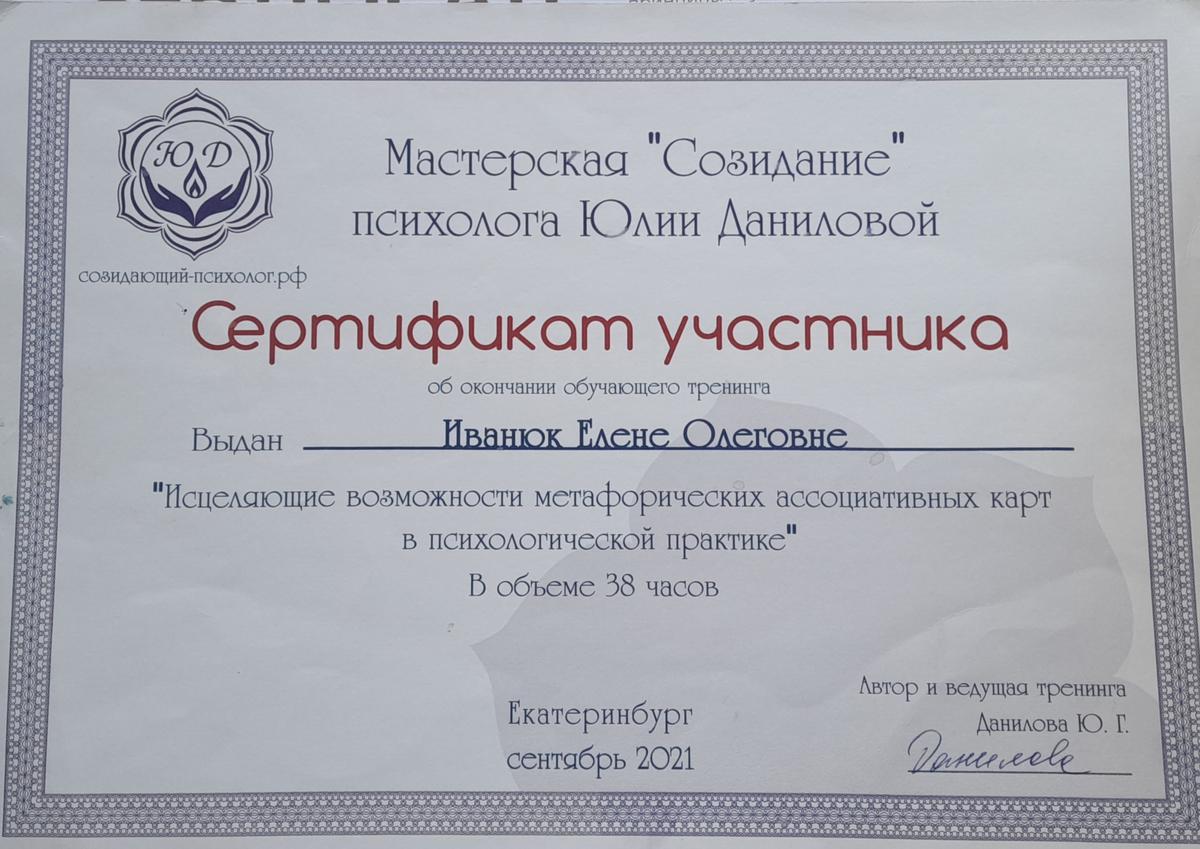 ЮД
созидающий-психолог.рф
Мастерская "Созидание"
психолога Юлии Даниловой
Сертификат участника
об окончании обучающего тренинга
Выдан Иванюк Елене Олеговне
"Исцеляющие возможности метафорических ассоциативных карт
в психологической практике"
В объеме 38 часов
Екатеринбург
сентябрь 2021
Автор и ведущая тренинга
Данилова Ю. Г.
Данилова